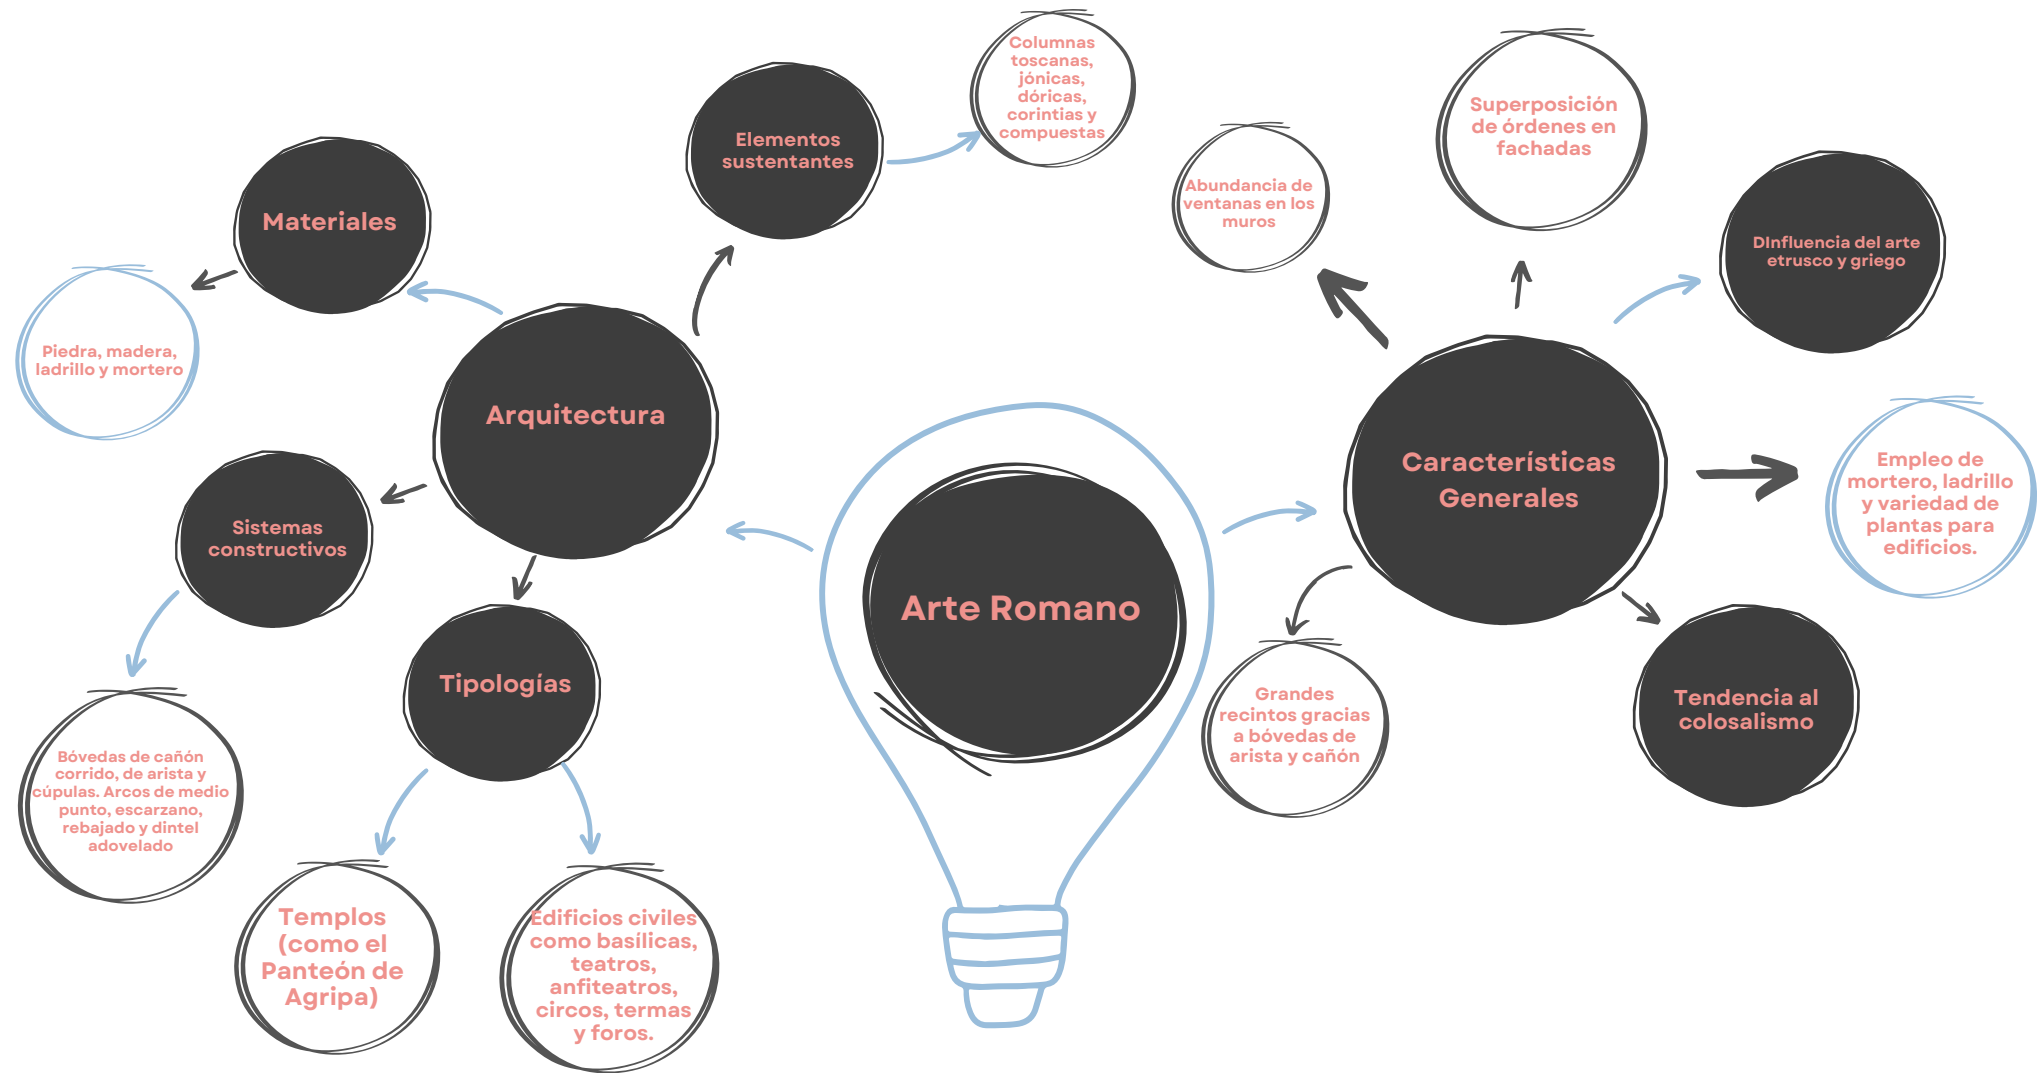 Columnas
toscanas,
jónicas,
dóricas,
corintias y
compuestas
Elementos
sustentantes
Materiales
Piedra, madera,
ladrillo y mortero
Arquitectura
Sistemas
constructivos
Bóvedas de cañón
corrido, de arista y
cúpulas. Arcos de medio
punto, escarzano,
rebajado y dintel
adovelado
Tipologías
Templos
(como el
Panteón de
Agripa)
Edificios civiles
como basílicas,
teatros,
anfiteatros,
circos, termas
y foros.
Arte Romano
Características
Generales
Abundancia de
ventanas en los
muros
Superposición
de órdenes en
fachadas
DInfluencia del arte
etrusco y griego
Empleo de
mortero, ladrillo
y variedad de
plantas para
edificios.
Tendencia al
colosalismo
Grandes
recintos gracias
a bóvedas de
arista y cañón